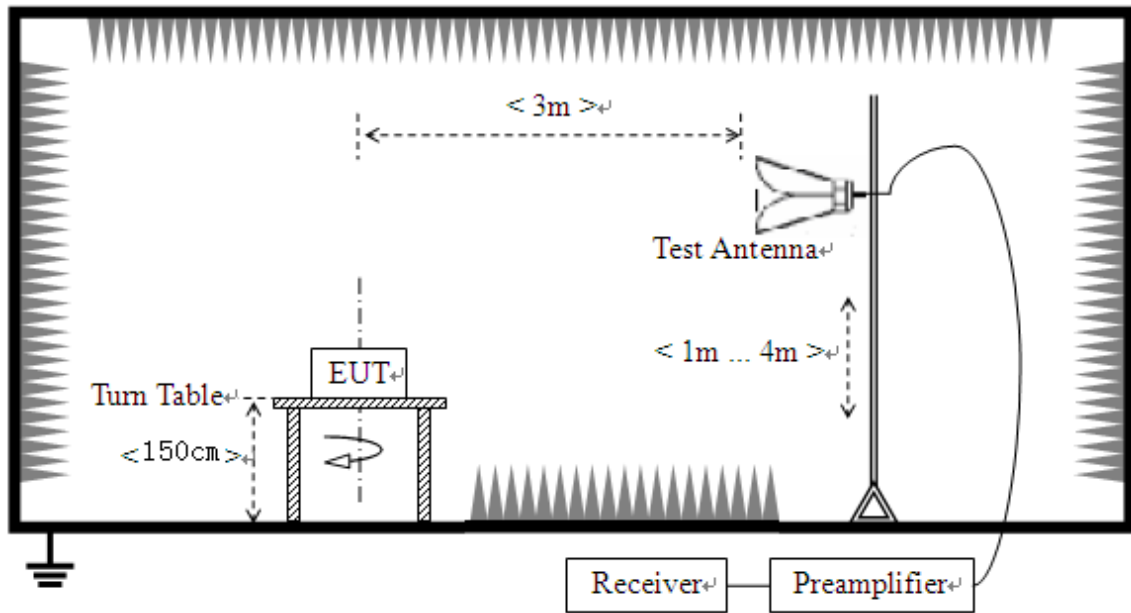 < 3m >↵
Test Antenna↵
< 1m ... 4m >↵
EUT↵
Turn Table↵
<150cm>↵
Receiver↵
Preamplifier↵